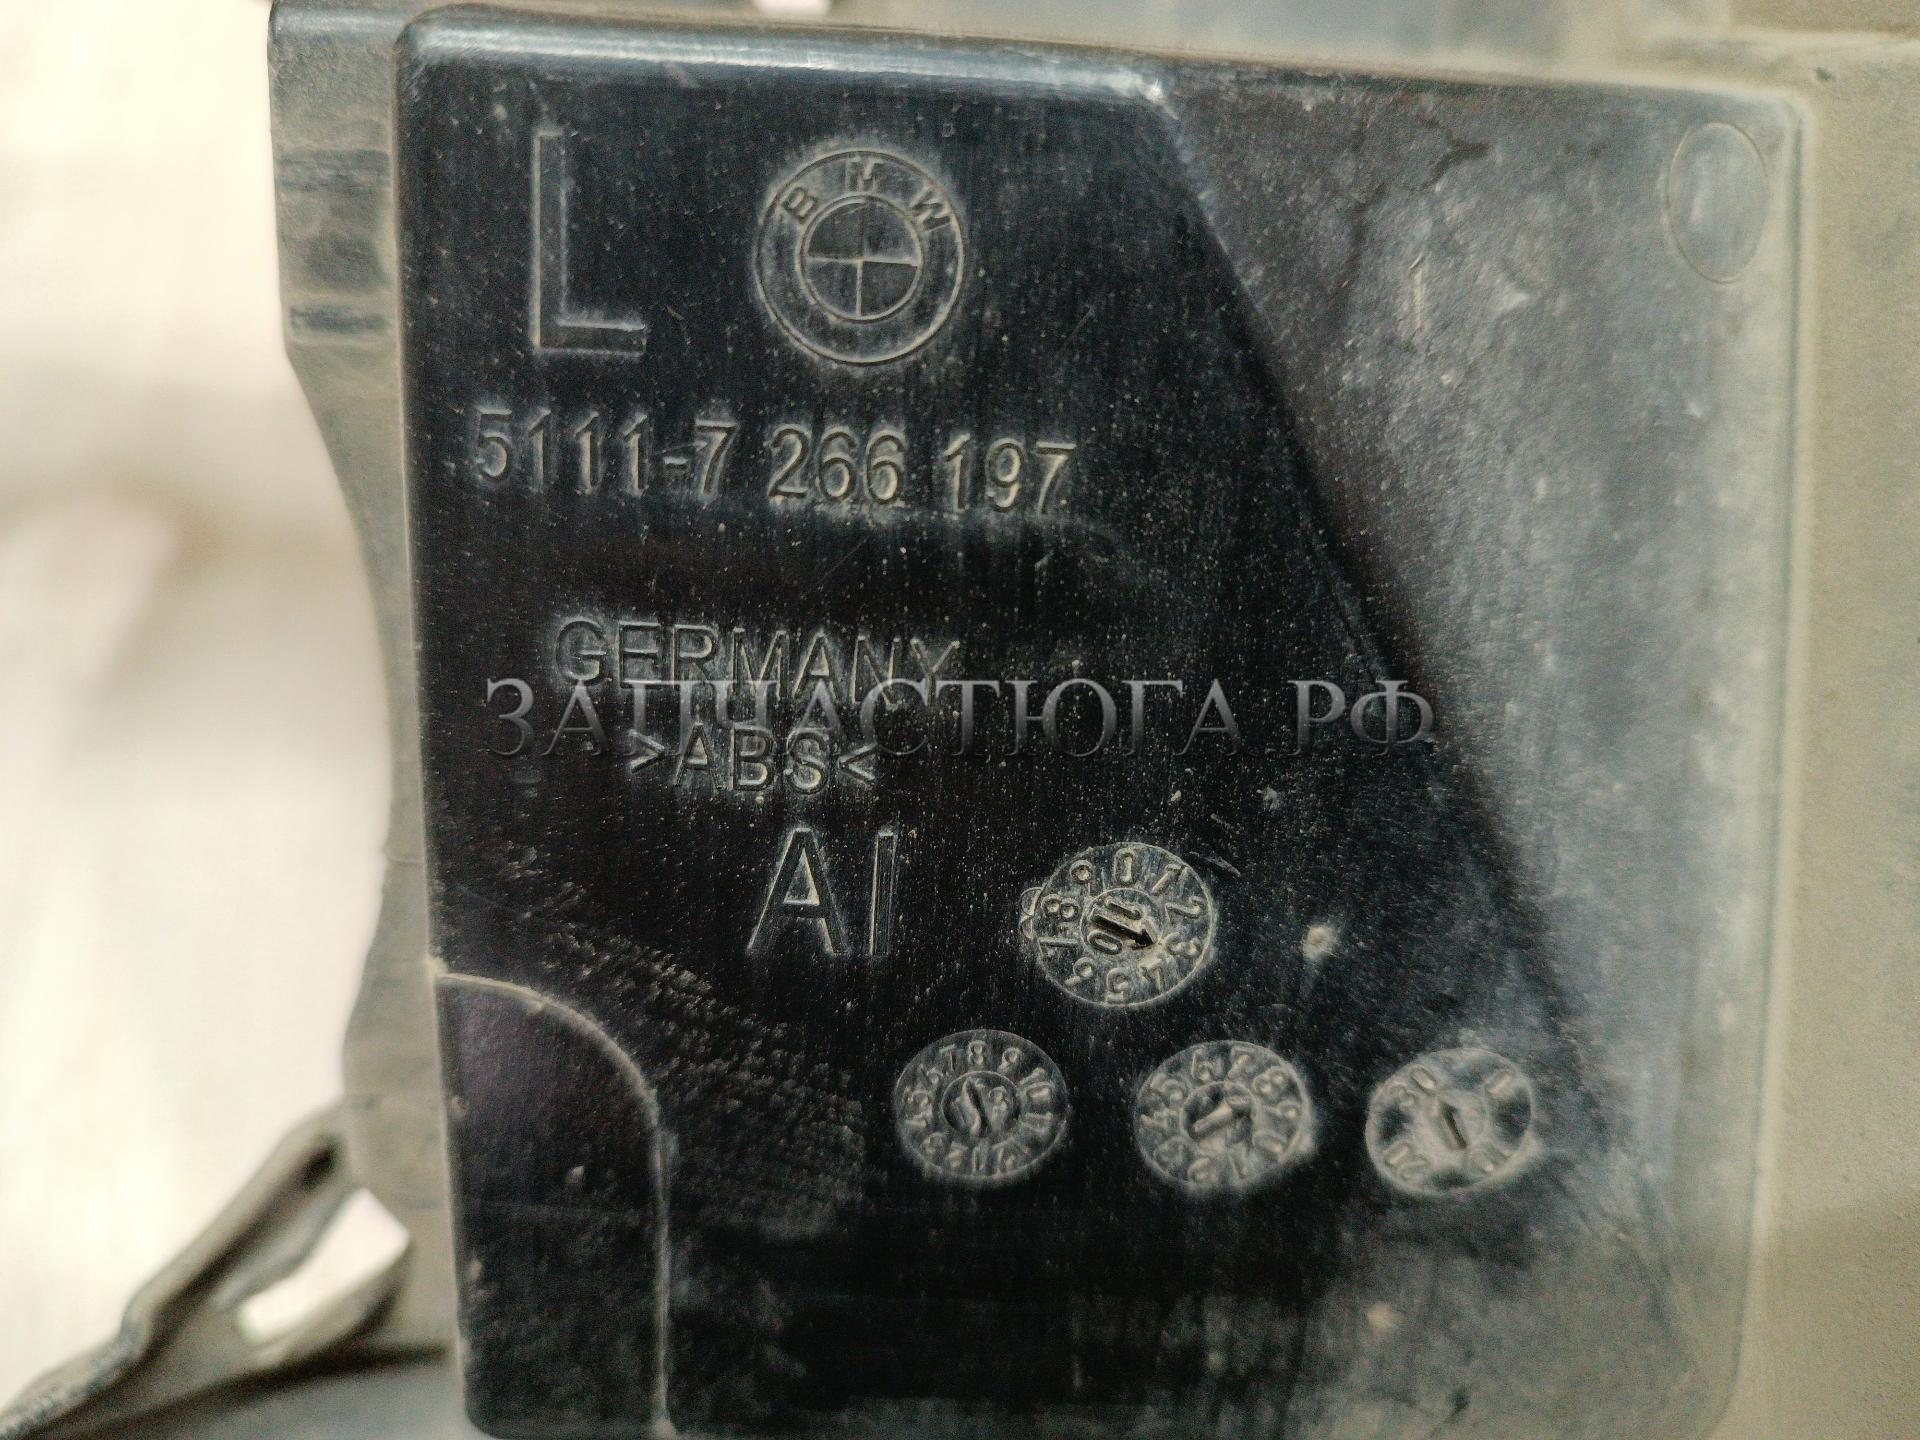 L
BMW
5111-7 266 197
GERMANY
ЗАПЧАСТЮГА.РФ
>ABS<
AI